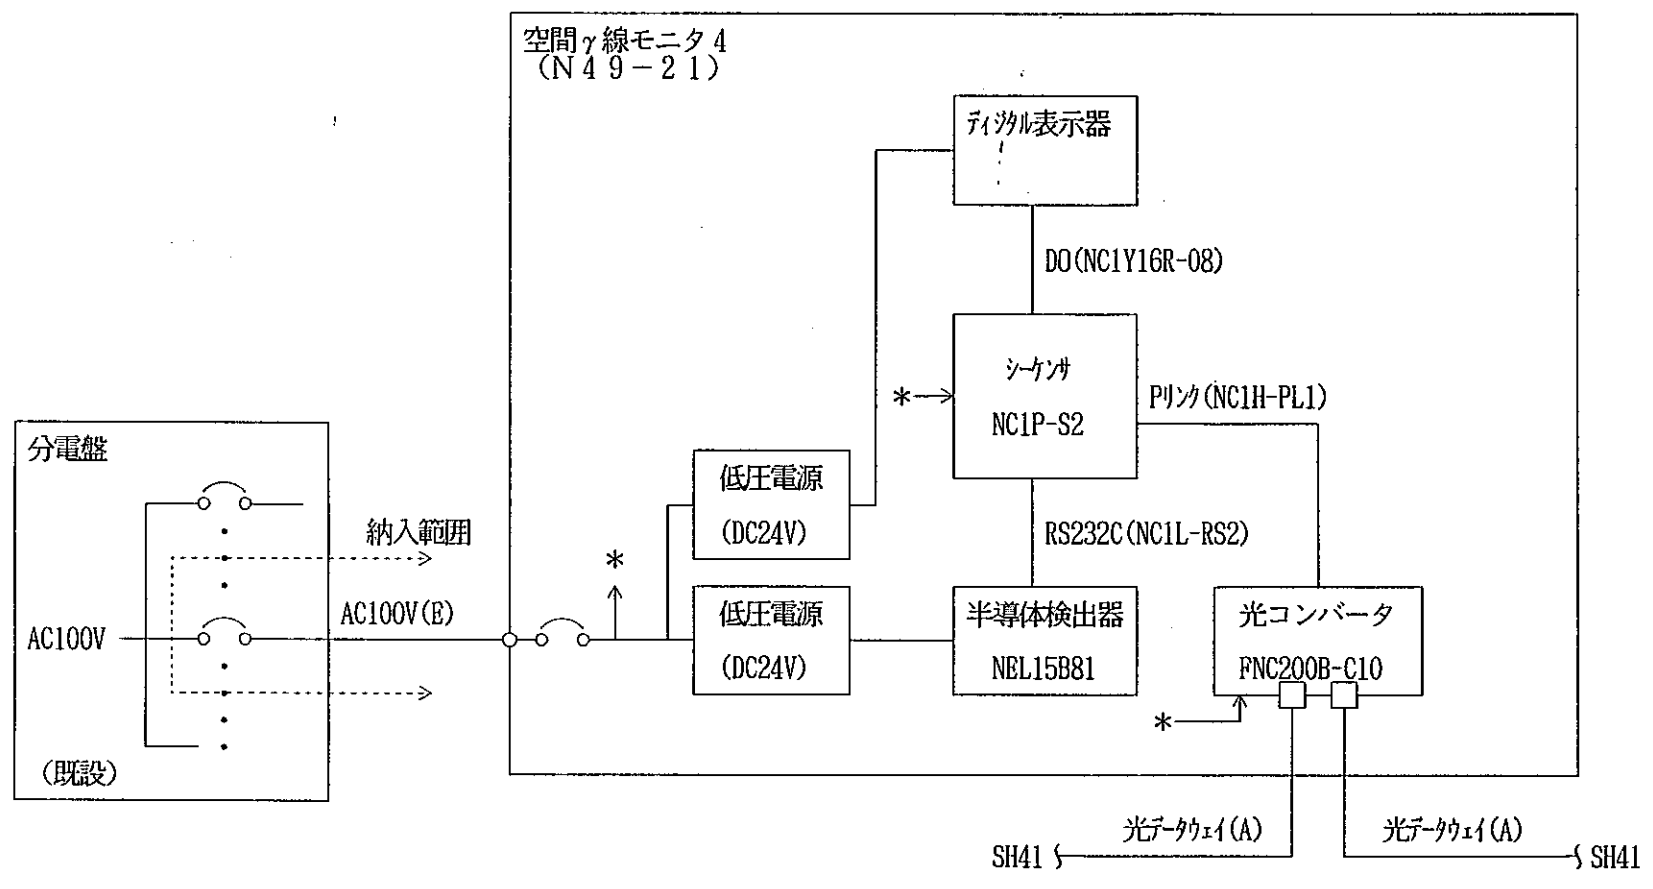 空間γ線モニタ4
(N49-21)
ディジタル表示器
DO(NC1Y16R-08)
シーケンサ
NC1P-S2
*
Pリンク(NC1H-PL1)
分電盤
低圧電源
(DC24V)
納入範囲
*
RS232C(NC1L-RS2)
AC100V
AC100V(E)
低圧電源
(DC24V)
半導体検出器
NEL15B81
光コンバータ
FNC200B-C10
*
(既設)
光データウェイ(A)
光データウェイ(A)
SH41
SH41